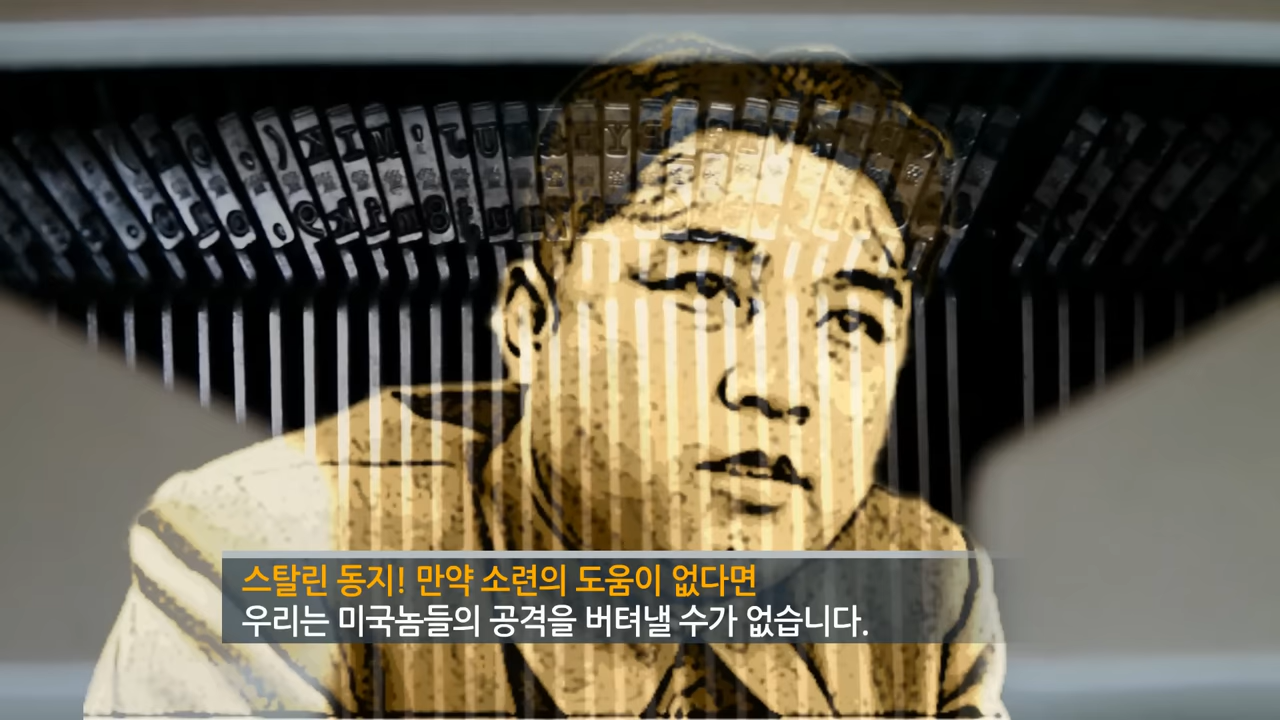 스탈린 동지! 만약 소련의 도움이 없다면
우리는 미국놈들의 공격을 버텨낼 수가 없습니다.